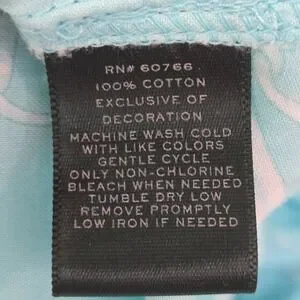 RN# 60766
100% COTTON
EXCLUSIVE OF
DECORATION
MACHINE WASH COLD
WITH LIKE COLORS
GENTLE CYCLE
ONLY NON-CHLORINE
BLEACH WHEN NEEDED
TUMBLE DRY LOW
REMOVE PROMPTLY
LOW IRON IF NEEDED